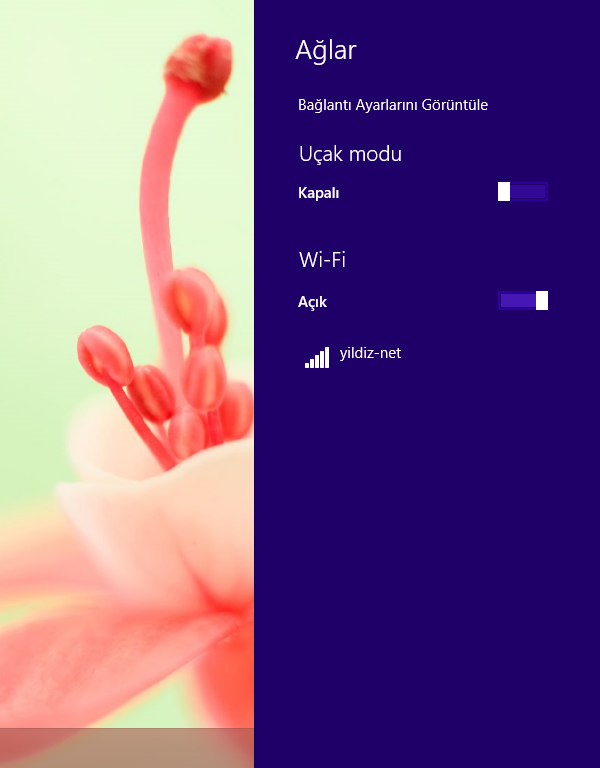 Ağlar
Bağlantı Ayarlarını Görüntüle
Uçak modu
Kapalı
Wi-Fi
Açık
yildiz-net